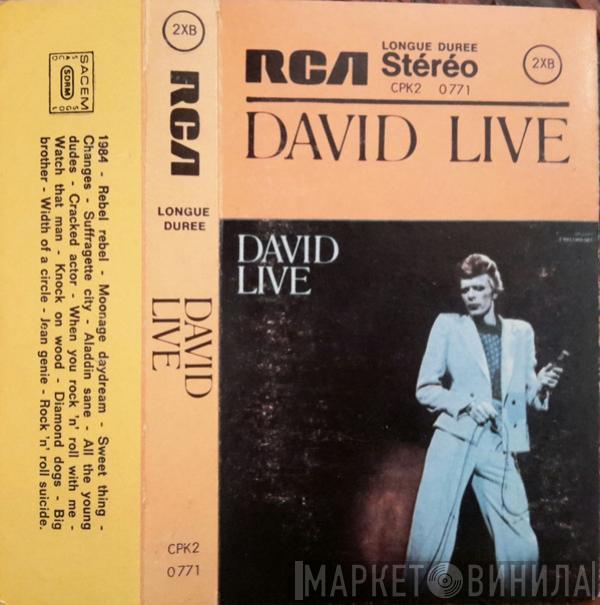 SACEM
SACD
SDRM
SGDL
1984 - Rebel rebel - Moonage daydream - Sweet thing -
Changes - Suffragette city - Aladdin sane - All the young
dudes - Cracked actor - When you rock 'n' roll with me -
Watch that man - Knock on wood - Diamond dogs - Big
brother - Width of a circle - Jean genie - Rock 'n' roll suicide.
2XB
RCA
LONGUE
DUREE
DAVID
LIVE
CPK2
0771
RCA
LONGUE DUREE
Stéréo
CPK2 0771
2XB
DAVID LIVE
DAVID
LIVE
МАРКЕТ ВИНИЛА